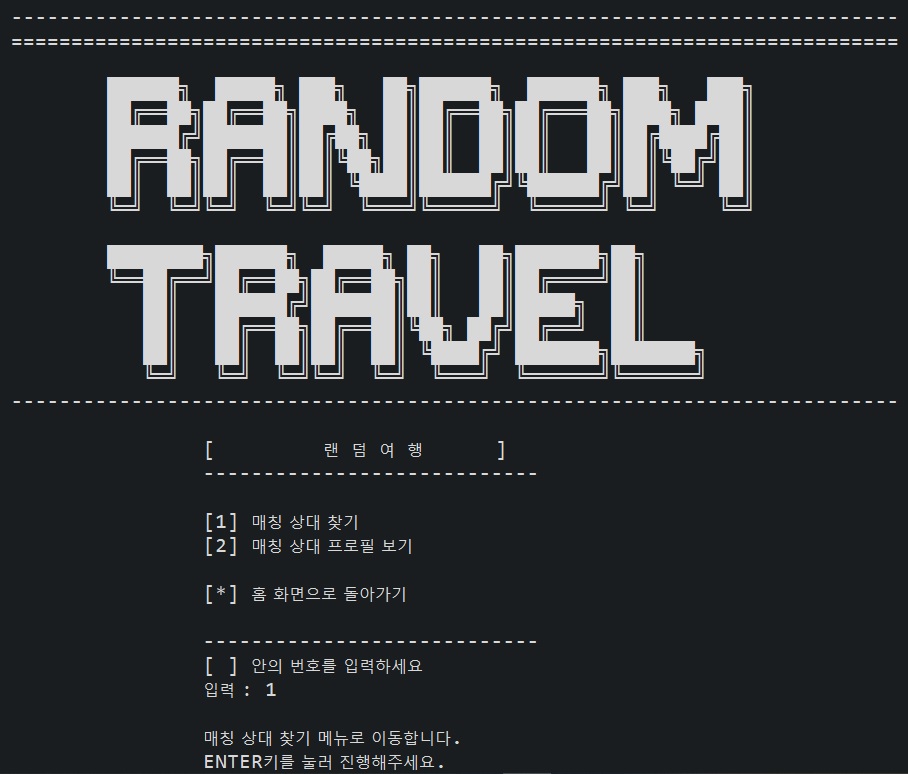 RANDOM
TRAVEL
[ 랜 덤 여 행 ]
[1] 매칭 상대 찾기
[2] 매칭 상대 프로필 보기
[*] 홈 화면으로 돌아가기
[ ] 안의 번호를 입력하세요
입력 : 1
매칭 상대 찾기 메뉴로 이동합니다.
ENTER키를 눌러 진행해주세요.